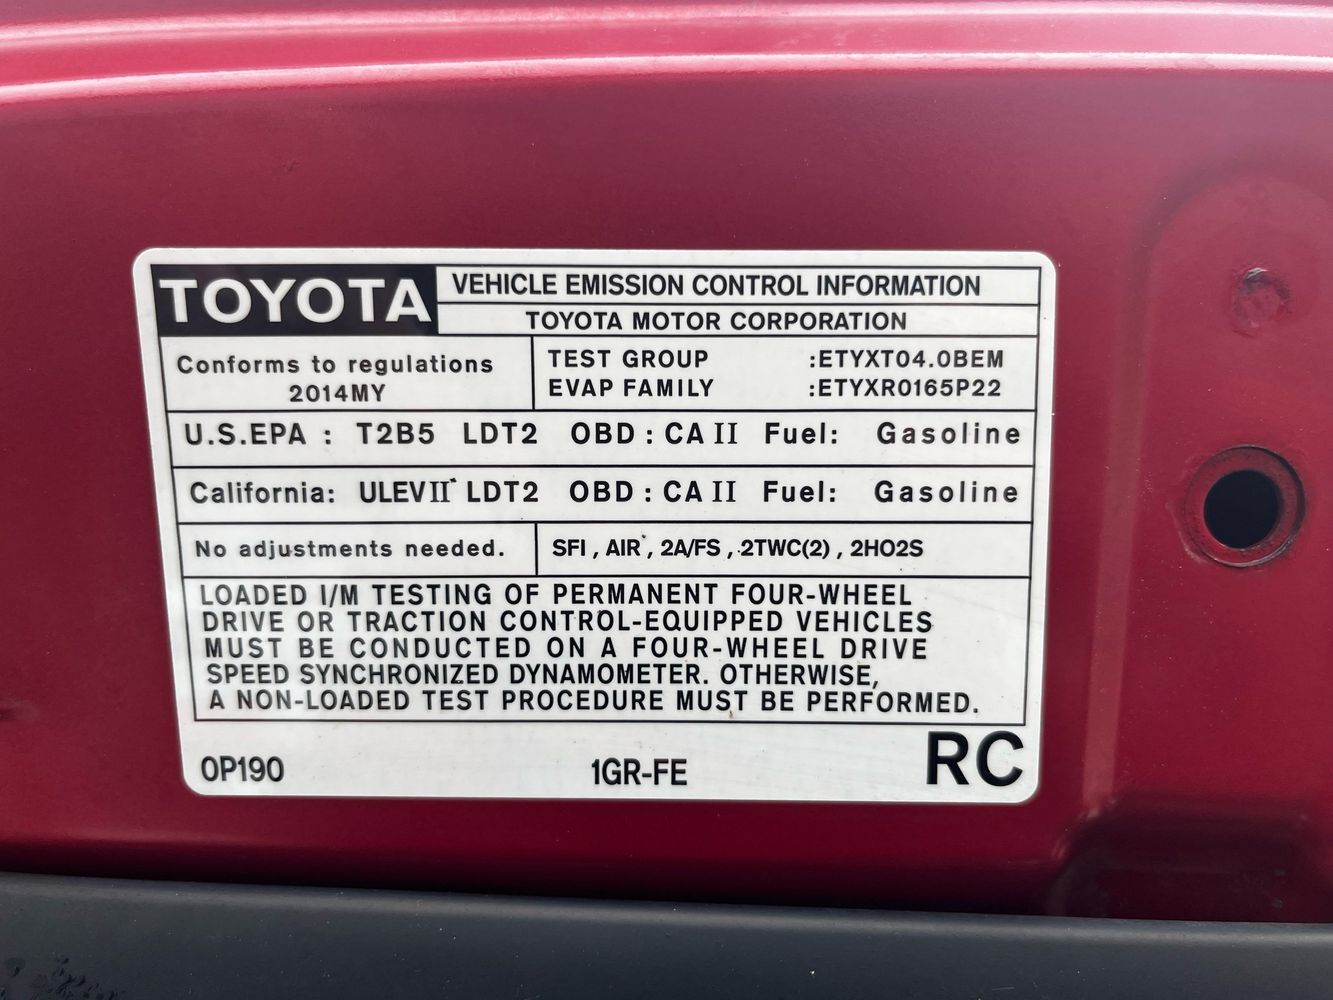 TOYOTA VEHICLE EMISSION CONTROL INFORMATION
TOYOTA MOTOR CORPORATION
Conforms to regulations
2014MY
TEST GROUP :ETYXT04.0BEM
EVAP FAMILY :ETYXR0165P22
U.S.EPA : T2B5 LDT2 OBD : CA II Fuel: Gasoline
California: ULEV II LDT2 OBD : CA II Fuel: Gasoline
No adjustments needed. SFI , AIR , 2A/FS , 2TWC(2) , 2HO2S
LOADED I/M TESTING OF PERMANENT FOUR-WHEEL
DRIVE OR TRACTION CONTROL-EQUIPPED VEHICLES
MUST BE CONDUCTED ON A FOUR-WHEEL DRIVE
SPEED SYNCHRONIZED DYNAMOMETER. OTHERWISE,
A NON-LOADED TEST PROCEDURE MUST BE PERFORMED.
0P190 1GR-FE RC